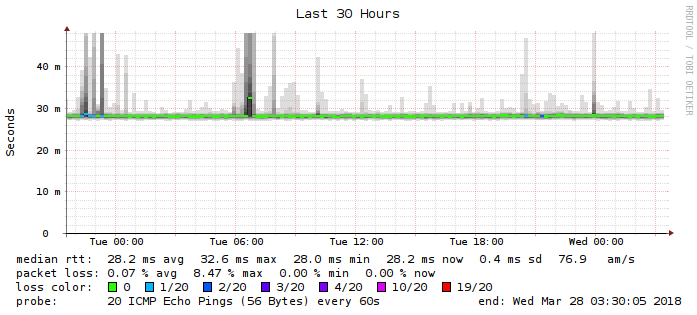 Last 30 Hours
RRDTOOL / TOBI OETIKER
Seconds
40 m
30 m
20 m
10 m
0
Tue 00:00 Tue 06:00 Tue 12:00 Tue 18:00 Wed 00:00
median rtt: 28.2 ms avg 32.6 ms max 28.0 ms min 28.2 ms now 0.4 ms sd 76.9 am/s
packet loss: 0.07 % avg 8.47 % max 0.00 % min 0.00 % now
loss color: 0 1/20 2/20 3/20 4/20 10/20 19/20
probe: 20 ICMP Echo Pings (56 Bytes) every 60s end: Wed Mar 28 03:30:05 2018